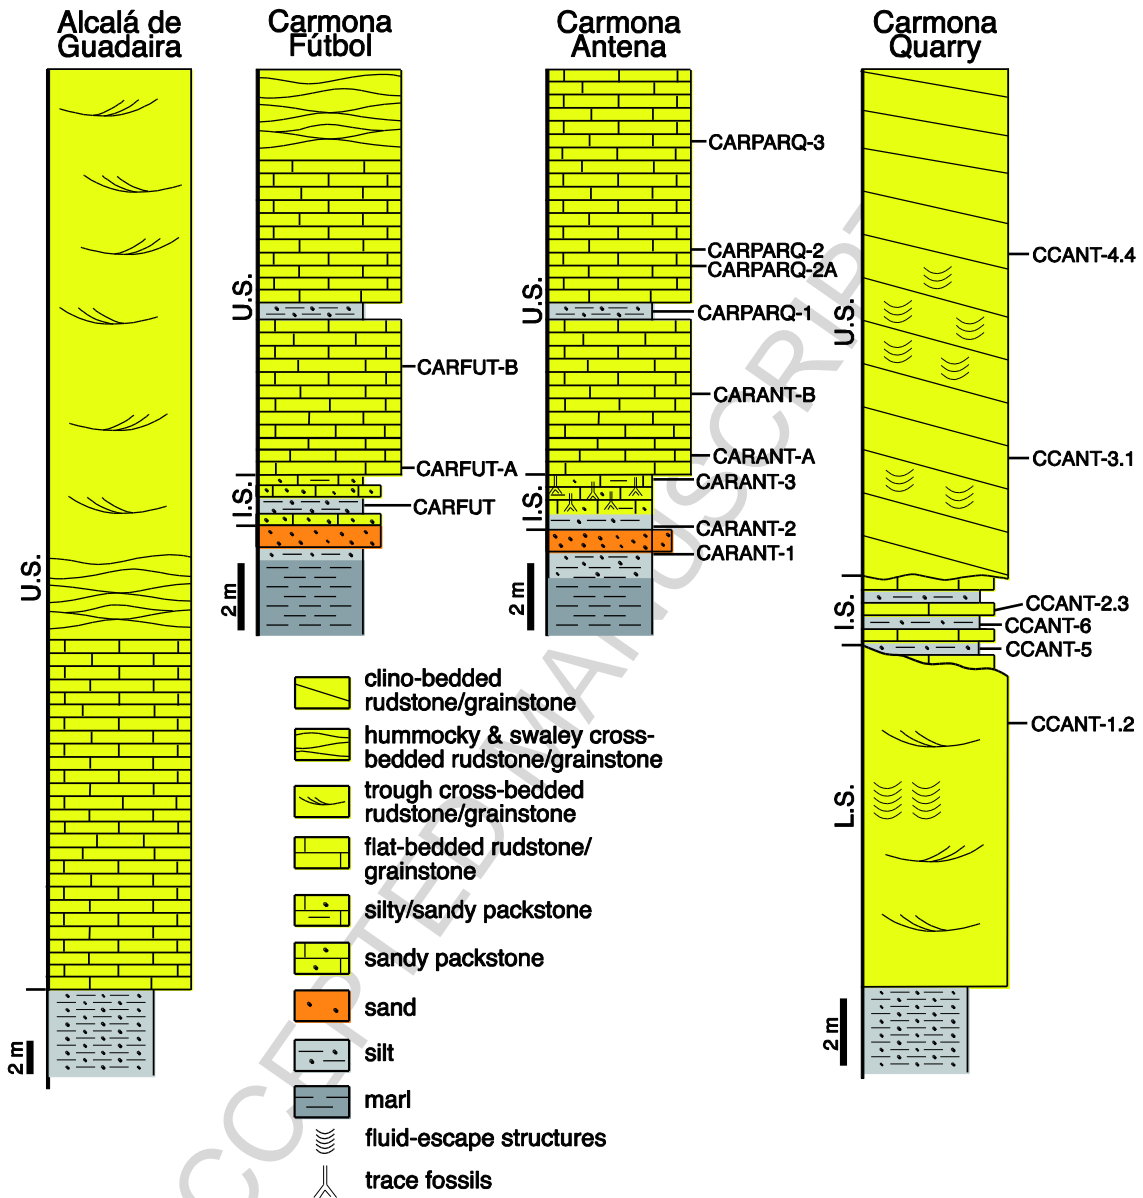 Alcalá de
Guadaira
Carmona
Fútbol
Carmona
Antena
Carmona
Quarry
U.S.
2 m
U.S.
I.S.
2 m
CARFUT-B
CARFUT-A
CARFUT
U.S.
I.S.
2 m
CARPARQ-3
CARPARQ-2
CARPARQ-2A
CARPARQ-1
CARANT-B
CARANT-A
CARANT-3
CARANT-2
CARANT-1
U.S.
I.S.
L.S.
2 m
CCANT-4.4
CCANT-3.1
CCANT-2.3
CCANT-6
CCANT-5
CCANT-1.2
clino-bedded
rudstone/grainstone
hummocky & swaley cross-
bedded rudstone/grainstone
trough cross-bedded
rudstone/grainstone
flat-bedded rudstone/
grainstone
silty/sandy packstone
sandy packstone
sand
silt
marl
fluid-escape structures
trace fossils
CCEPTED MANUSCRIPT